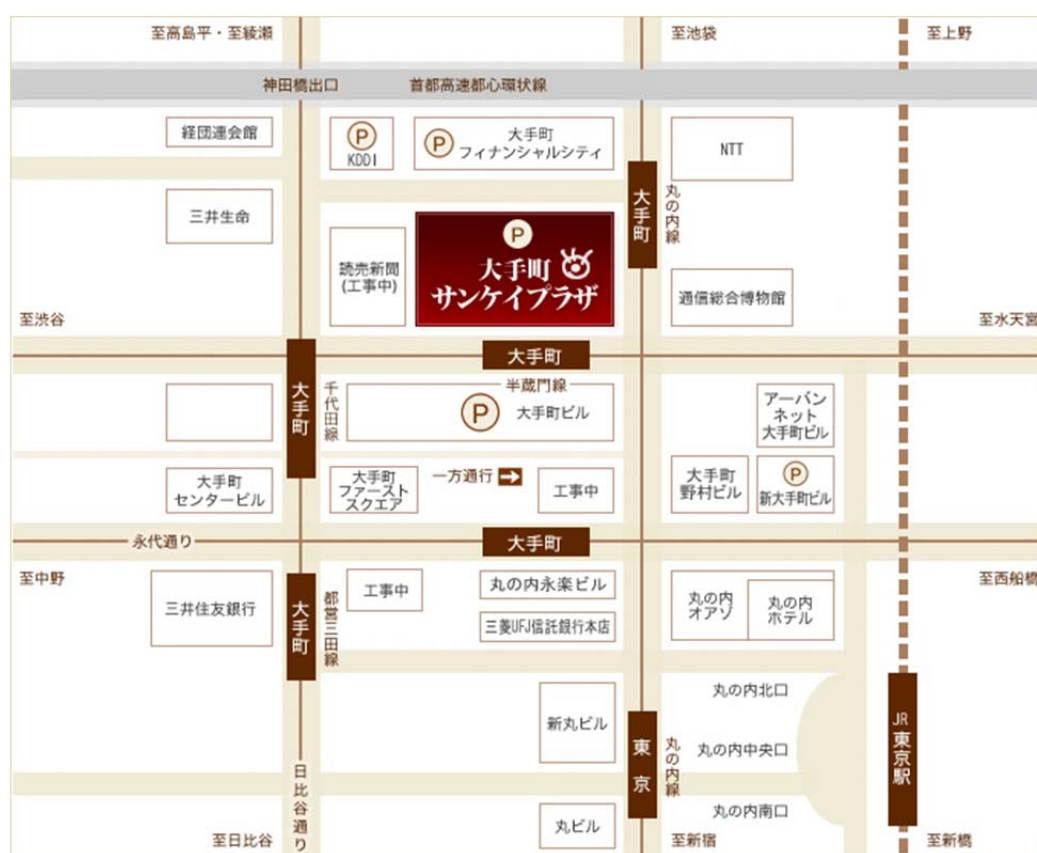 至高島平・至綾瀬
至池袋
至上野
神田橋出口
首都高速都心環状線
経団連会館
P
KDDI
P
大手町
フィナンシャルシティ
NTT
大手町
丸の内線
三井生命
読売新聞
(工事中)
P
大手町
サンケイプラザ
通信総合博物館
至渋谷
至水天宮
大手町
大手町
千代田線
半蔵門線
P
大手町ビル
アーバン
ネット
大手町ビル
大手町
センタービル
大手町
ファースト
スクエア
一方通行
工事中
大手町
野村ビル
P
新大手町ビル
永代通り
大手町
至中野
至西船橋
三井住友銀行
大手町
都営三田線
工事中
丸の内永楽ビル
三菱UFJ信託銀行本店
丸の内
オアゾ
丸の内
ホテル
新丸ビル
東京
丸の内線
丸の内北口
丸の内中央口
丸の内南口
JR東京駅
日比谷通り
丸ビル
至日比谷
至新宿
至新橋